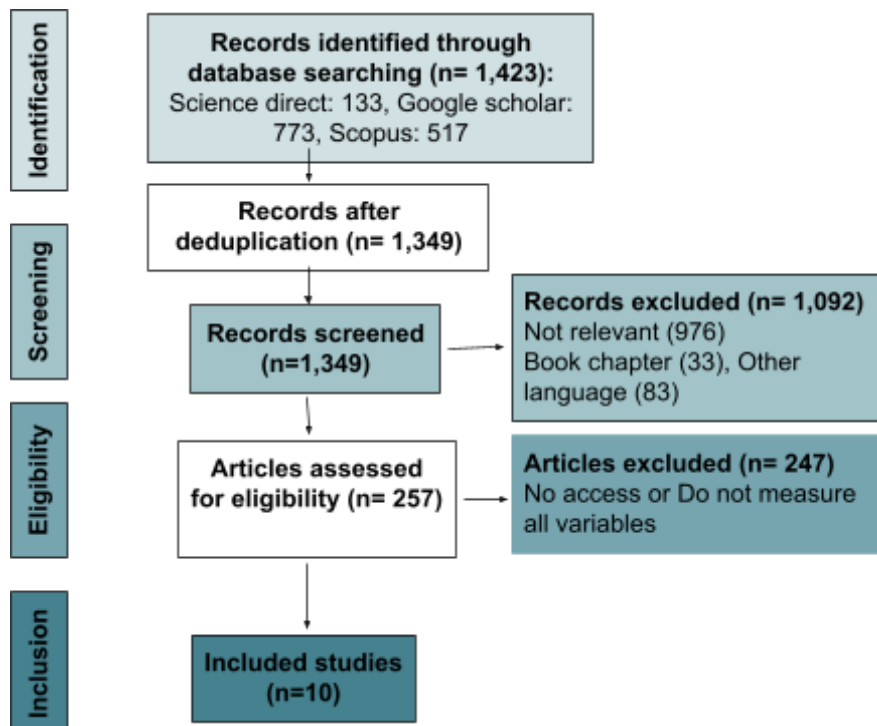 Identification
Records identified through
database searching (n= 1,423):
Science direct: 133, Google scholar:
773, Scopus: 517
Records after
deduplication (n= 1,349)
Screening
Records screened
(n=1,349)
Records excluded (n= 1,092)
Not relevant (976)
Book chapter (33), Other
language (83)
Eligibility
Articles assessed
for eligibility (n= 257)
Articles excluded (n= 247)
No access or Do not measure
all variables
Inclusion
Included studies
(n=10)